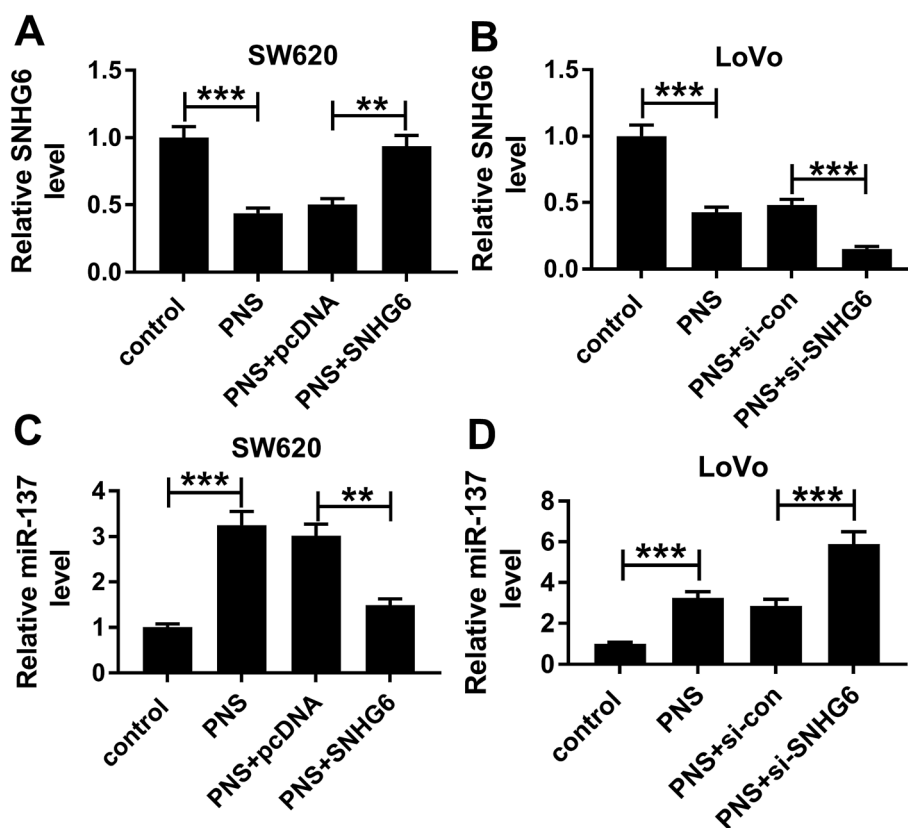 A
SW620
Relative SNHG6
level
1.5
1.0
0.5
0.0
***
**
control
PNS
PNS+pcDNA
PNS+SNHG6
B
LoVo
Relative SNHG6
level
1.5
1.0
0.5
0.0
***
***
control
PNS
PNS+si-con
PNS+si-SNHG6
C
SW620
Relative miR-137
level
4
3
2
1
0
***
**
control
PNS
PNS+pcDNA
PNS+SNHG6
D
LoVo
Relative miR-137
level
8
6
4
2
0
***
***
control
PNS
PNS+si-con
PNS+si-SNHG6